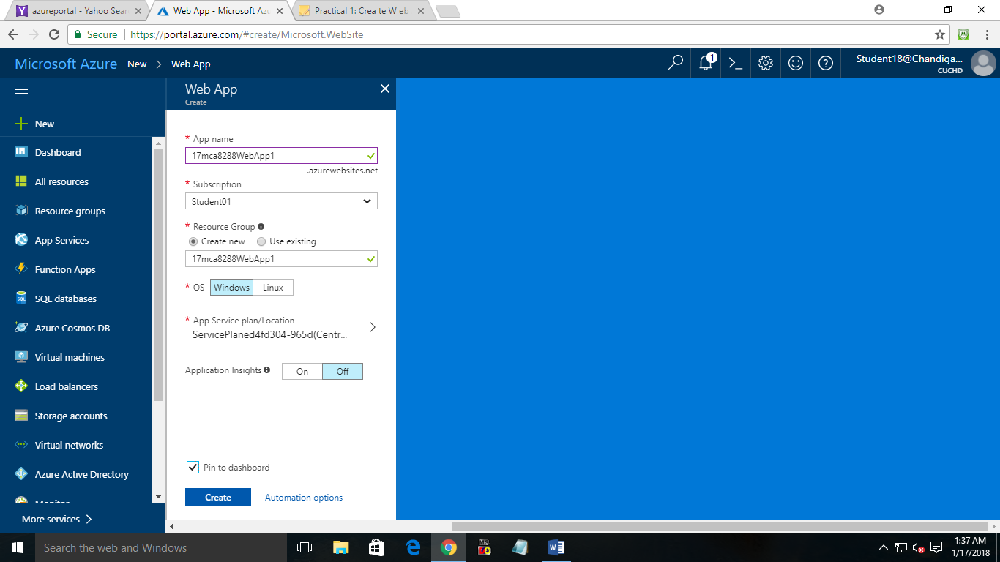 azureportal - Yahoo Sear
Web App - Microsoft Az
Practical 1: Crea te W eb
Secure
https://portal.azure.com/#create/Microsoft.WebSite
Microsoft Azure New > Web App
1
Student18@Chandiga...
CUCHD
New
Dashboard
All resources
Resource groups
App Services
Function Apps
SQL databases
Azure Cosmos DB
Virtual machines
Load balancers
Storage accounts
Virtual networks
Azure Active Directory
Monitor
More services >
Web App
Create
* App name
17mca8288WebApp1
.azurewebsites.net
* Subscription
Student01
* Resource Group
Create new Use existing
17mca8288WebApp1
* OS Windows Linux
* App Service plan/Location
ServicePlaned4fd304-965d(Centr...
Application Insights On Off
Pin to dashboard
Create Automation options
Search the web and Windows
1:37 AM
1/17/2018